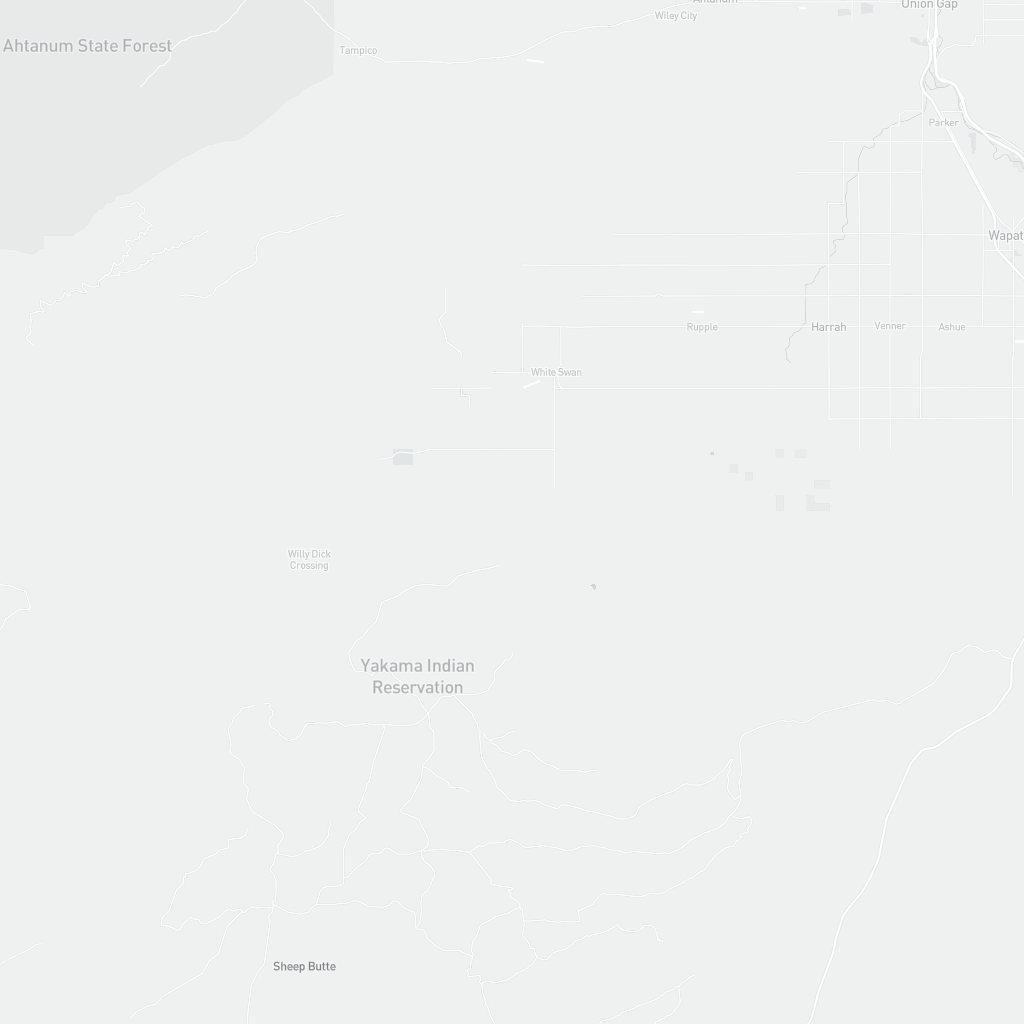 Ahtanum
Union Gap
Wiley City
Ahtanum State Forest
Tampico
Parker
Wapat
Rupple
Harrah
Venner
Ashue
White Swan
Willy Dick
Crossing
Yakama Indian
Reservation
Sheep Butte